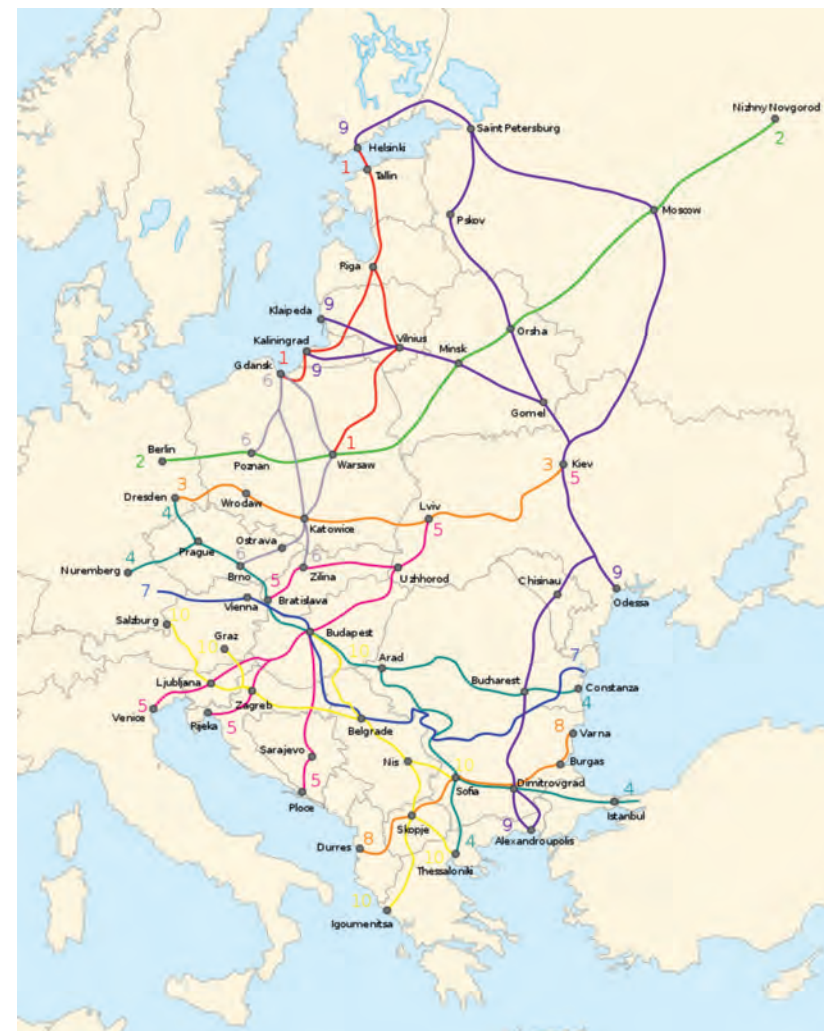 Nizhny Novgorod
2
9
Saint Petersburg
Helsinki
1
Tallin
Pskov
Moscow
Riga
Klaipeda
9
Orsha
Vilnius
Kaliningrad
Minsk
1
Gdansk
6
9
Gomel
6
1
Berlin
2
Poznan
Warsaw
3
Kiev
5
3
Dresden
4
Wrodaw
Lviv
5
Katowice
Prague
Ostrava
4
6
Brno
6
Zilina
Nuremberg
5
Uzhhorod
Chisinau
9
Odessa
7
Vienna
Bratislava
10
Salzburg
Graz
Budapest
10
10
Arad
7
Ljubljana
Bucharest
Constanza
4
Zagreb
5
Venice
Rijeka
5
Belgrade
8
Varna
Sarajevo
Nis
10
Burgas
5
Sofia
Dimitrovgrad
4
Ploce
Istanbul
Skopje
9
Alexandroupolis
8
Durres
4
10
Thessaloniki
10
Igoumenitsa